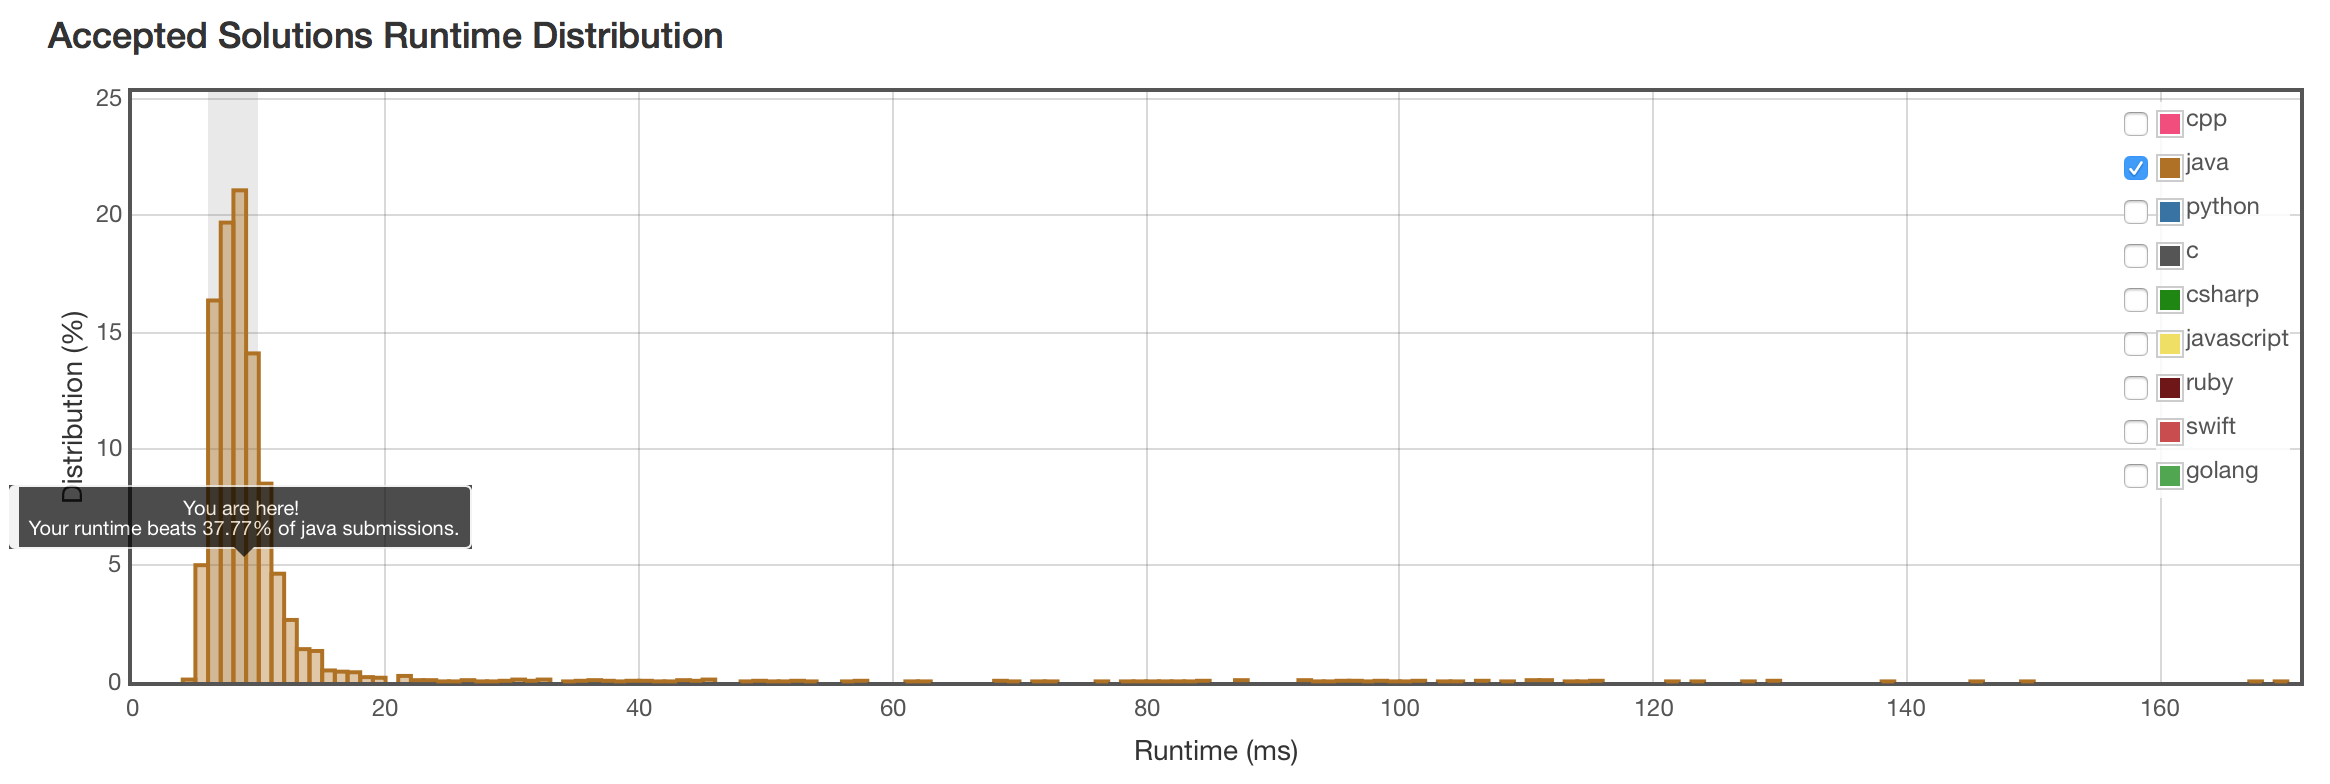 Accepted Solutions Runtime Distribution
25
20
15
10
5
0
Distribution (%)
You are here!
Your runtime beats 37.77% of java submissions.
cpp
java
python
c
csharp
javascript
ruby
swift
golang
0 20 40 60 80 100 120 140 160
Runtime (ms)